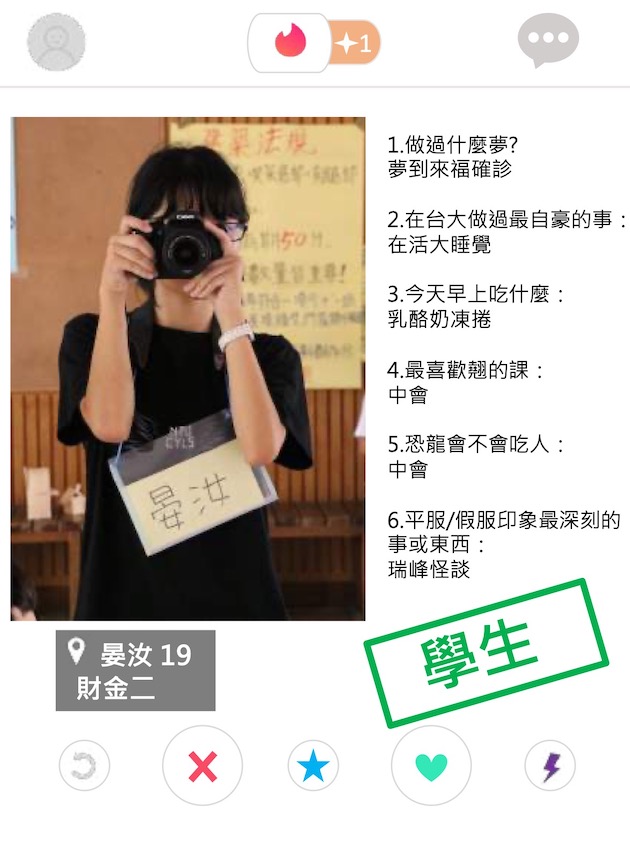 1
1.做過什麼夢?
夢到來福確診
2.在台大做過最自豪的事：
在活大睡覺
3.今天早上吃什麼：
乳酪奶凍捲
4.最喜歡翹的課：
中會
5.恐龍會不會吃人：
中會
6.平服/假服印象最深刻的
事或東西：
瑞峰怪談
Canon
NTU
CYLS
晏汝
50
晏汝 19
財金二
學生